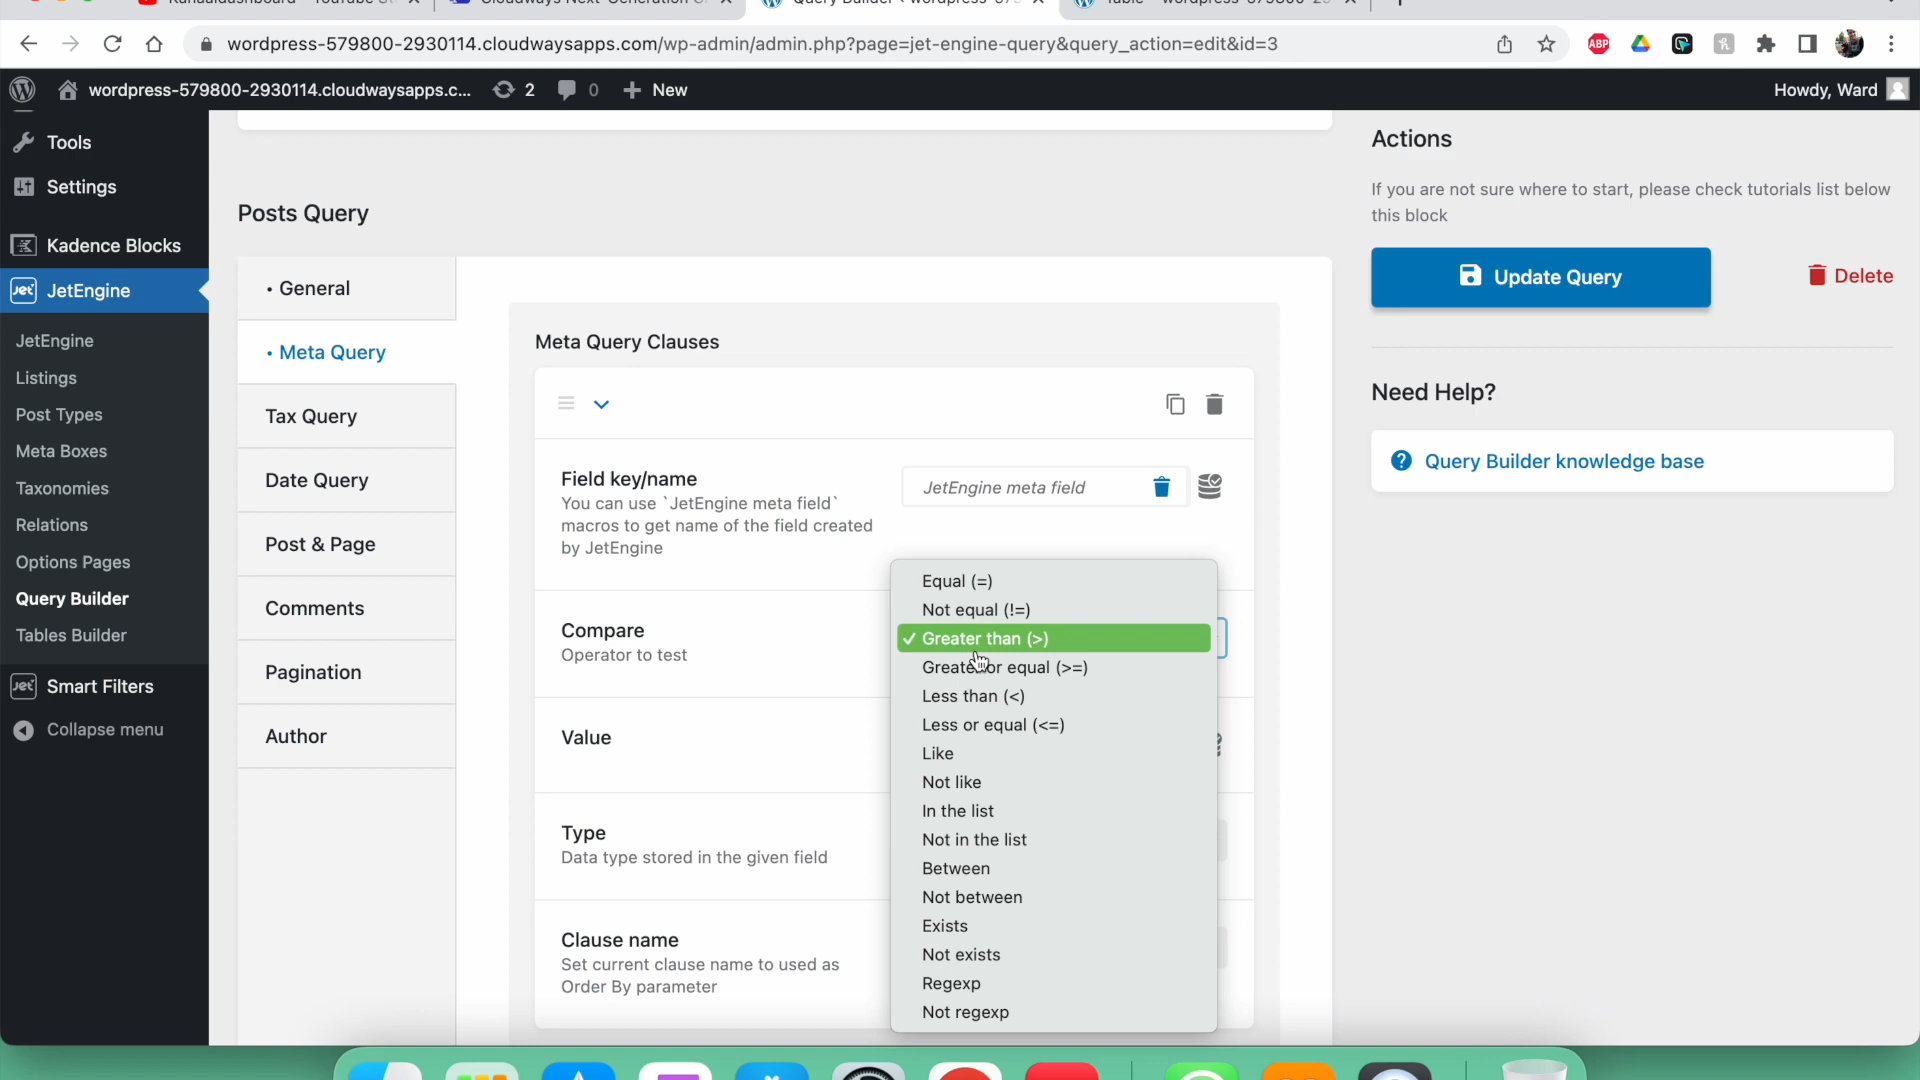 wordpress-579800-2930114.cloudwaysapps.com/wp-admin/admin.php?page=jet-engine-query&query_action=edit&id=3
ABP
wordpress-579800-2930114.cloudwaysapps.c...
2
0
New
Howdy, Ward
Tools
Settings
Kadence Blocks
Jet
JetEngine
JetEngine
Listings
Post Types
Meta Boxes
Taxonomies
Relations
Options Pages
Query Builder
Tables Builder
Jet
Smart Filters
Collapse menu
Posts Query
• General
• Meta Query
Tax Query
Date Query
Post & Page
Comments
Pagination
Author
Meta Query Clauses
Field key/name
You can use `JetEngine meta field`
macros to get name of the field created
by JetEngine
JetEngine meta field
Compare
Operator to test
Value
Type
Data type stored in the given field
Clause name
Set current clause name to used as
Order By parameter
Equal (=)
Not equal (!=)
✓ Greater than (>)
Greater or equal (>=)
Less than (<)
Less or equal (<=)
Like
Not like
In the list
Not in the list
Between
Not between
Exists
Not exists
Regexp
Not regexp
Actions
If you are not sure where to start, please check tutorials list below
this block
Update Query
Delete
Need Help?
Query Builder knowledge base